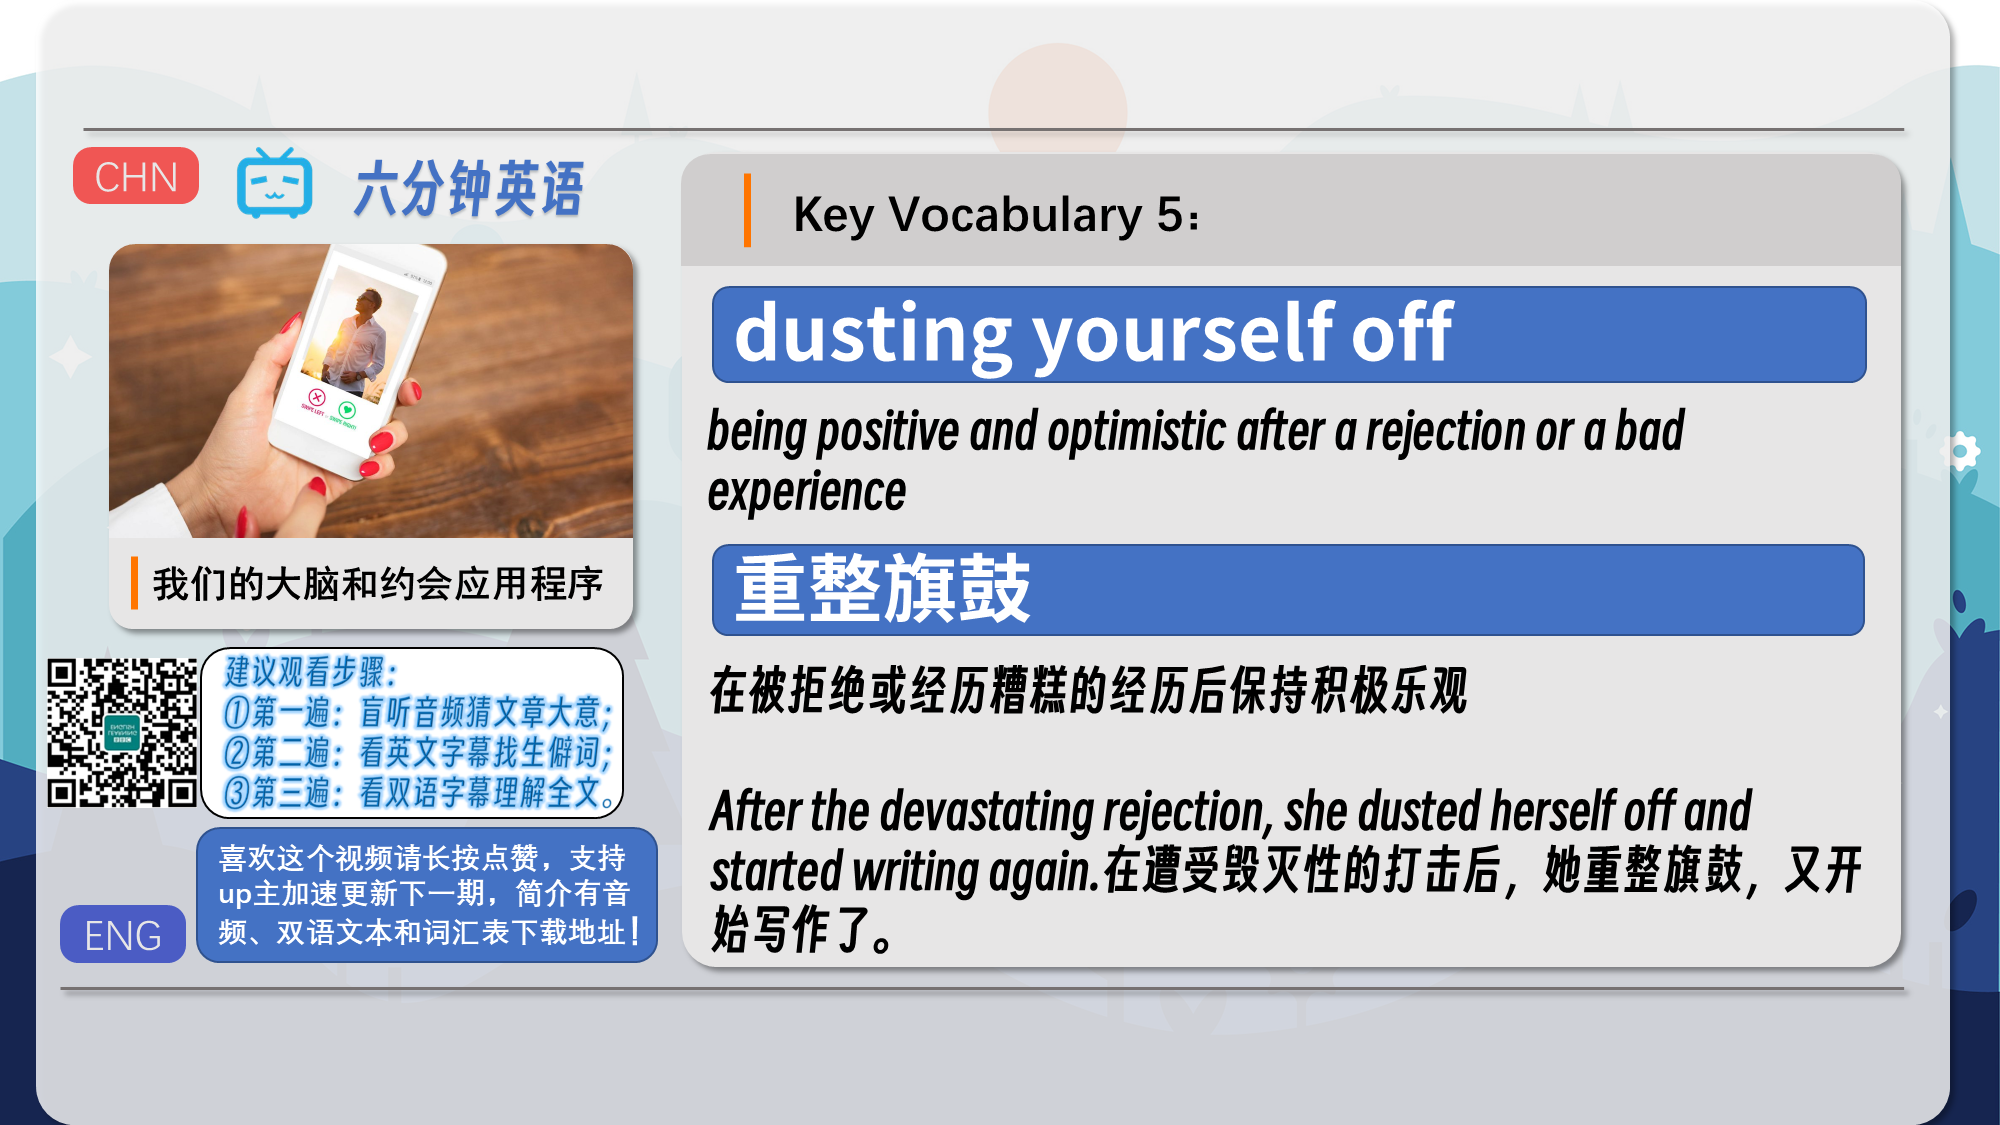 CHN
六分钟英语
我们的大脑和约会应用程序
建议观看步骤：
①第一遍：盲听音频猜文章大意；
②第二遍：看英文字幕找生僻词；
③第三遍：看双语字幕理解全文。
喜欢这个视频请长按点赞，支持
up主加速更新下一期，简介有音
频、双语文本和词汇表下载地址！
ENG
Key Vocabulary 5：
dusting yourself off
being positive and optimistic after a rejection or a bad
experience
重整旗鼓
在被拒绝或经历糟糕的经历后保持积极乐观
After the devastating rejection, she dusted herself off and
started writing again.在遭受毁灭性的打击后，她重整旗鼓，又开
始写作了。